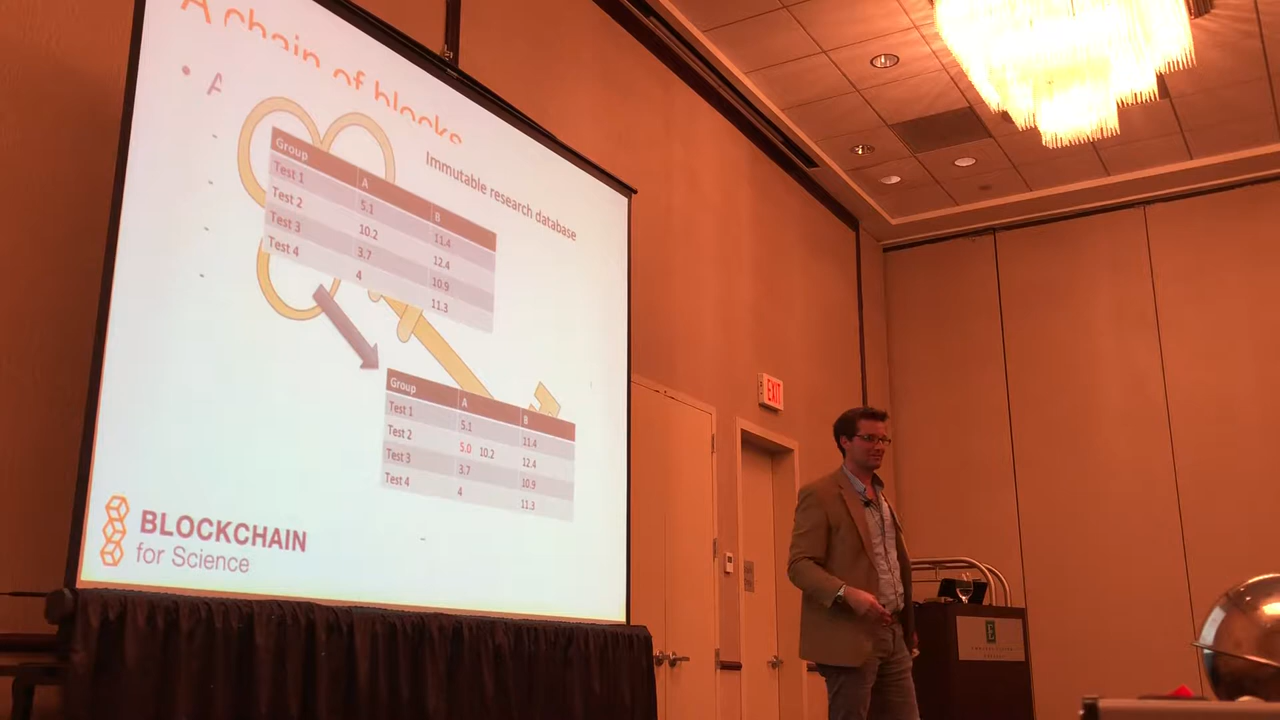 A chain of blocks
Immutable research database
Group A B
Test 1 5.1 11.4
Test 2 10.2 12.4
Test 3 3.7 10.9
Test 4 4 11.3
Group A B
Test 1 5.1 11.4
Test 2 5.0 10.2 12.4
Test 3 3.7 10.9
Test 4 4 11.3
BLOCKCHAIN
for Science
EXIT
E